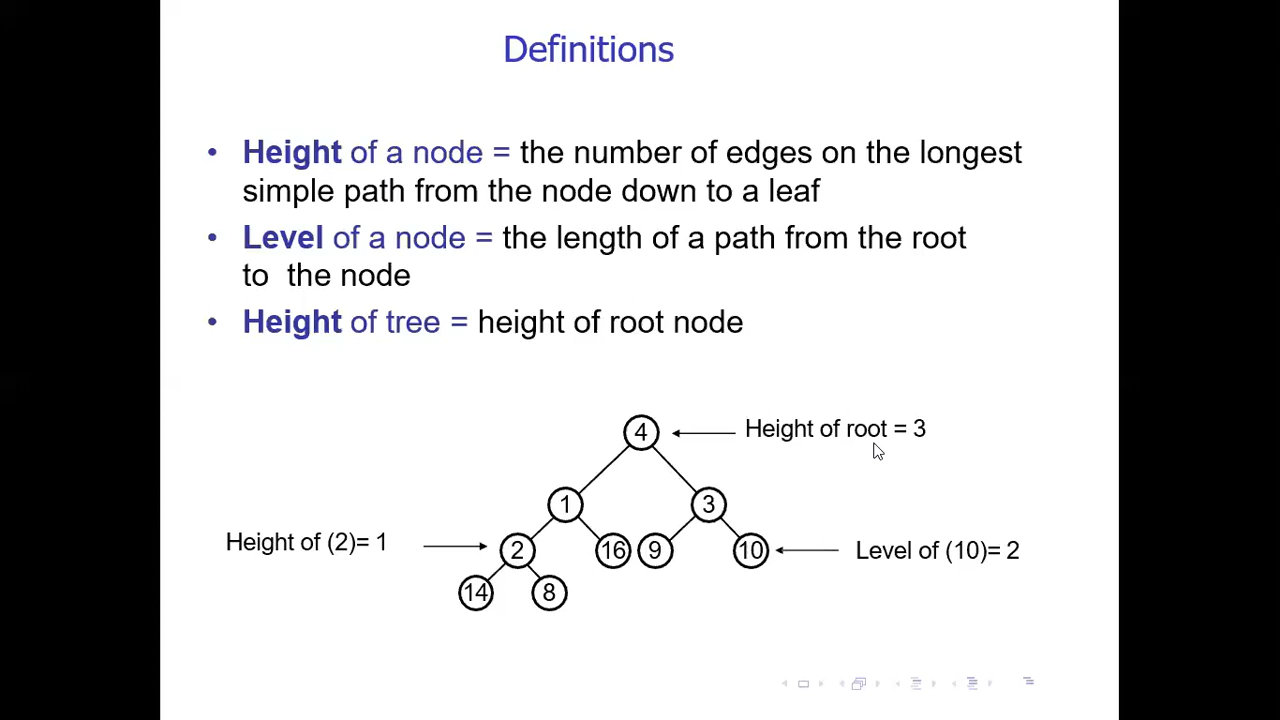 Definitions
• Height of a node = the number of edges on the longest
simple path from the node down to a leaf
• Level of a node = the length of a path from the root
to the node
• Height of tree = height of root node
4
Height of root = 3
1
3
Height of (2)= 1
2
16
9
10
Level of (10)= 2
14
8